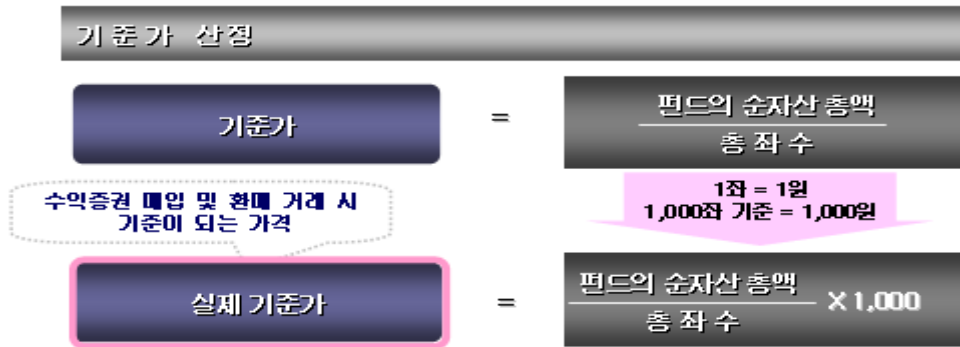 기준가 산정
기준가
=
펀드의 순자산 총액
총 좌 수
수익증권 매입 및 환매 거래 시
기준이 되는 가격
1좌 = 1원
1,000좌 기준 = 1,000원
실제 기준가
=
펀드의 순자산 총액
총 좌 수
X 1,000